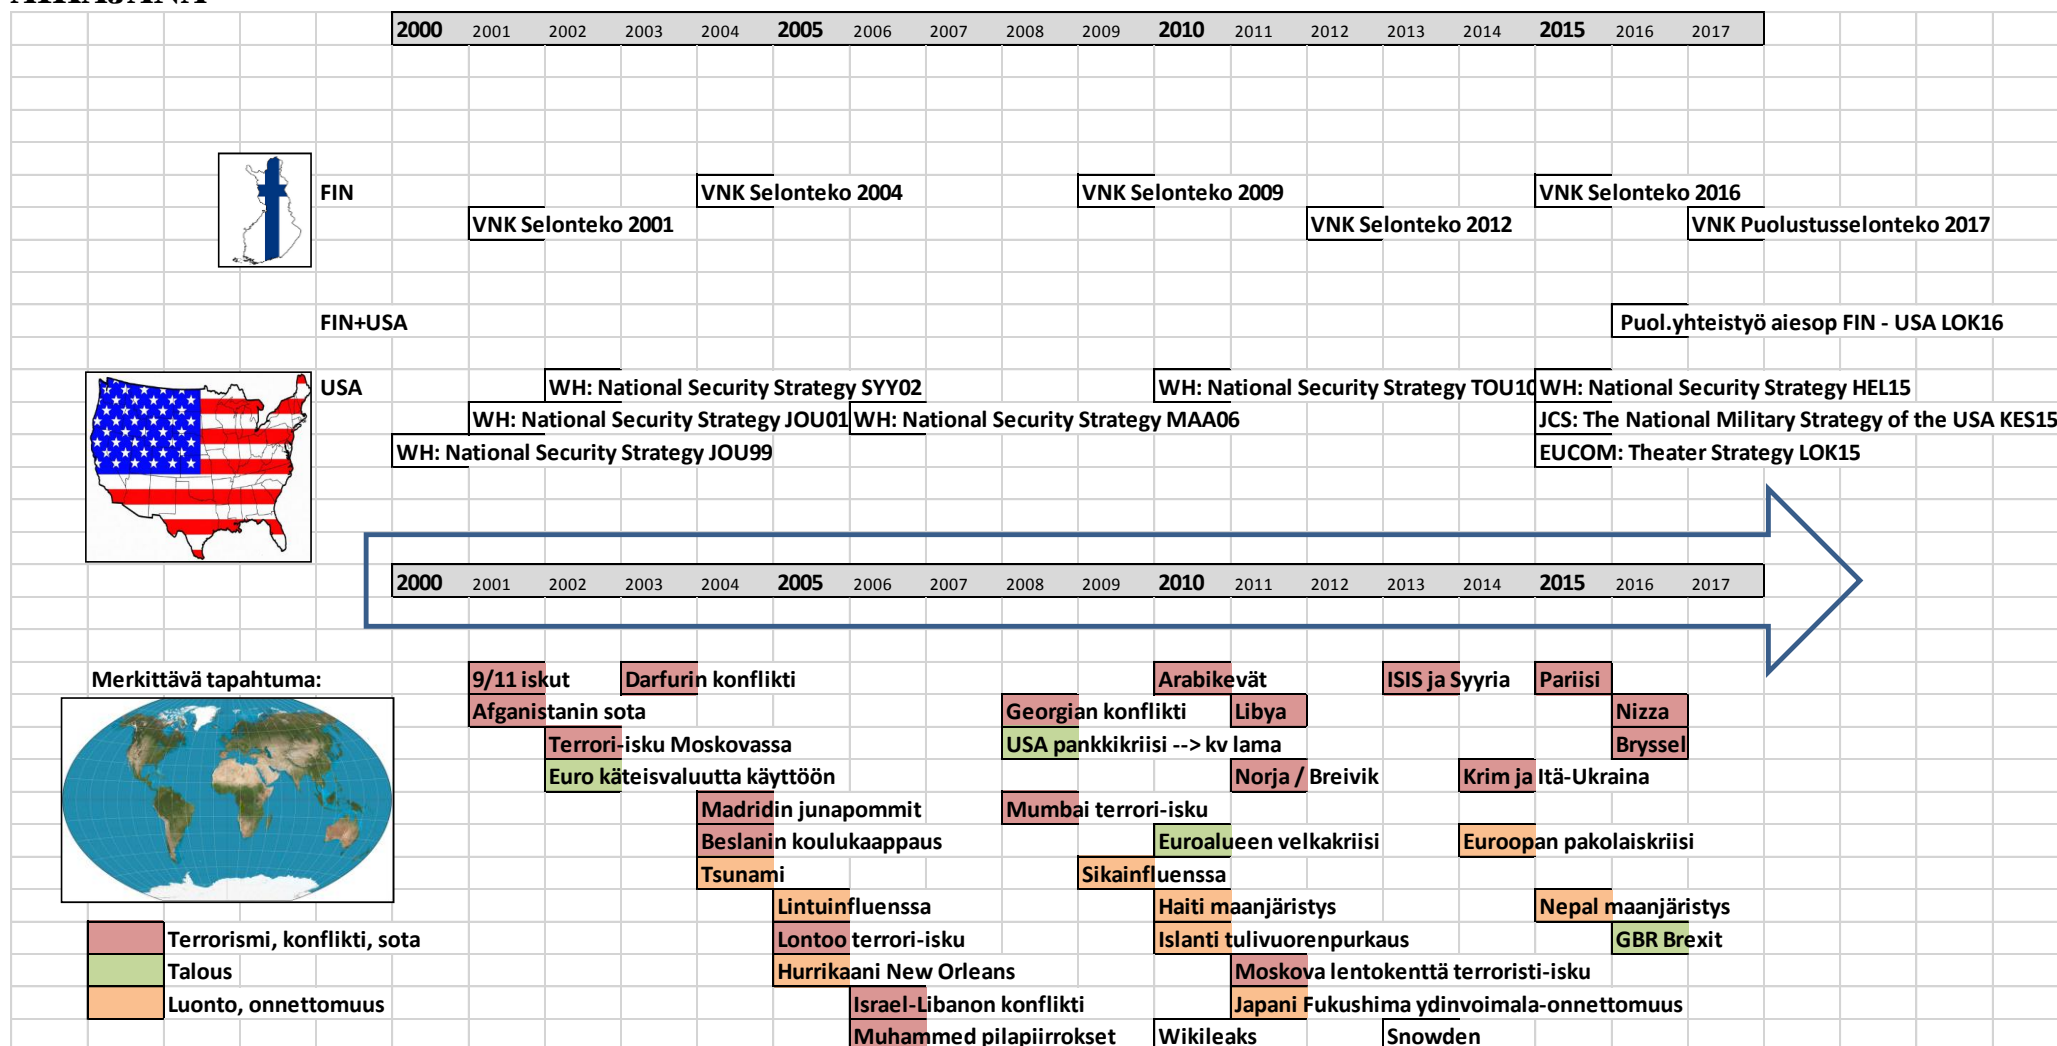 2000 2001 2002 2003 2004 2005 2006 2007 2008 2009 2010 2011 2012 2013 2014 2015 2016 2017
FIN VNK Selonteko 2004 VNK Selonteko 2009 VNK Selonteko 2016
VNK Selonteko 2001 VNK Selonteko 2012 VNK Puolustusselonteko 2017
FIN+USA Puol.yhteistyö aiesop FIN - USA LOK16
USA WH: National Security Strategy SYY02 WH: National Security Strategy TOU10 WH: National Security Strategy HEL15
WH: National Security Strategy JOU01 WH: National Security Strategy MAA06 JCS: The National Military Strategy of the USA KES15
WH: National Security Strategy JOU99 EUCOM: Theater Strategy LOK15
2000 2001 2002 2003 2004 2005 2006 2007 2008 2009 2010 2011 2012 2013 2014 2015 2016 2017
Merkittävä tapahtuma: 9/11 iskut Darfurin konflikti Arabikevät ISIS ja Syyria Pariisi
Afganistanin sota Georgian konflikti Libya Nizza
Terrori-isku Moskovassa USA pankkikriisi --> kv lama Bryssel
Euro käteisvaluutta käyttöön Norja / Breivik Krim ja Itä-Ukraina
Madridin junapommit Mumbai terrori-isku
Beslanin koulukaappaus Euroalueen velkakriisi Euroopan pakolaiskriisi
Tsunami Sikainfluenssa
Lintuinfluenssa Haiti maanjäristys Nepal maanjäristys
Terrorismi, konflikti, sota Lontoo terrori-isku Islanti tulivuorenpurkaus GBR Brexit
Talous Hurrikaani New Orleans Moskova lentokenttä terroristi-isku
Luonto, onnettomuus Israel-Libanon konflikti Japani Fukushima ydinvoimala-onnettomuus
Muhammed pilapiirrokset Wikileaks Snowden